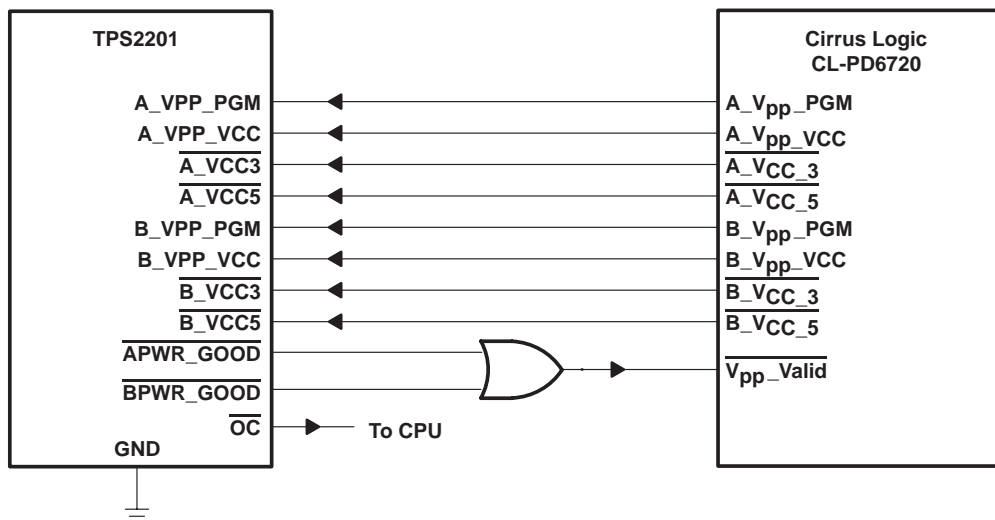 TPS2201
A_VPP_PGM
A_VPP_VCC
A_VCC3
A_VCC5
B_VPP_PGM
B_VPP_VCC
B_VCC3
B_VCC5
APWR_GOOD
BPWR_GOOD
OC
GND
To CPU
Cirrus Logic
CL-PD6720
A_Vpp_PGM
A_Vpp_VCC
A_VCC_3
A_VCC_5
B_Vpp_PGM
B_Vpp_VCC
B_VCC_3
B_VCC_5
Vpp_Valid